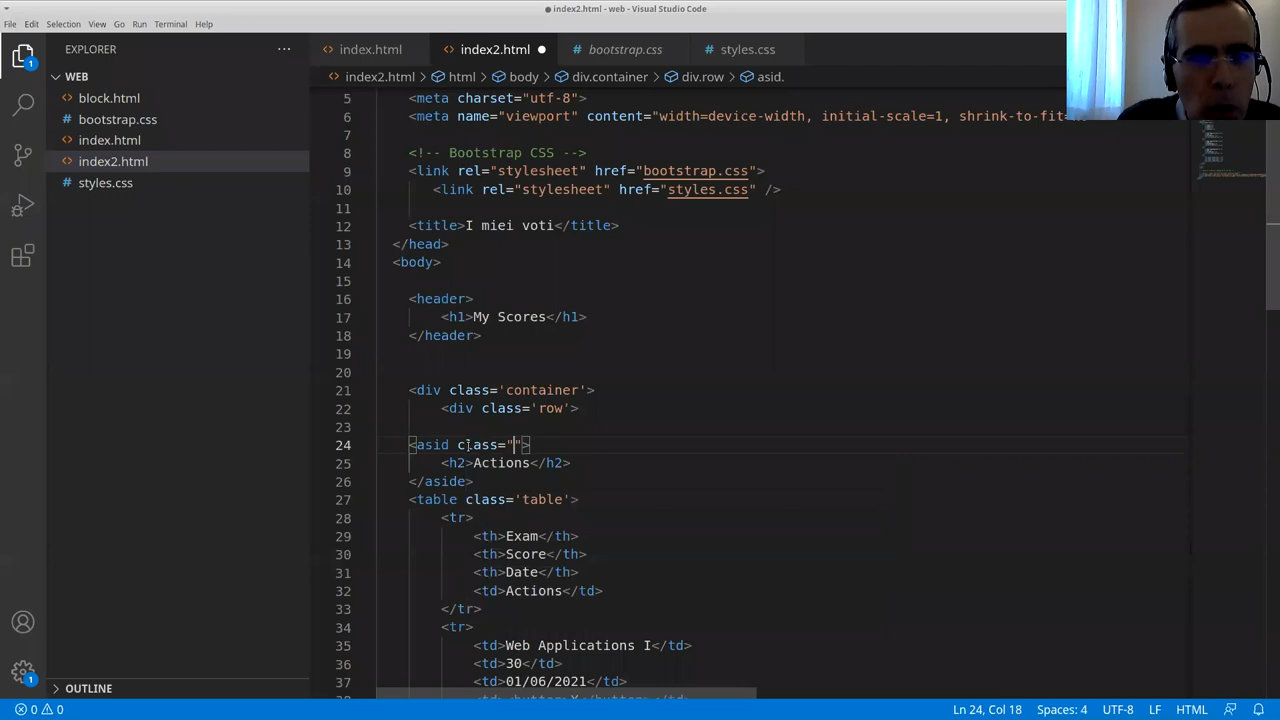 index2.html - web - Visual Studio Code
File Edit Selection View Go Run Terminal Help
EXPLORER
index.html
index2.html
bootstrap.css
styles.css
WEB
index2.html > html > body > div.container > div.row > asid.
block.html
bootstrap.css
index.html
index2.html
styles.css
5 <meta charset="utf-8">
6 <meta name="viewport" content="width=device-width, initial-scale=1, shrink-to-fit=
7
8 <!-- Bootstrap CSS -->
9 <link rel="stylesheet" href="bootstrap.css">
10 <link rel="stylesheet" href="styles.css" />
11
12 <title>I miei voti</title>
13 </head>
14 <body>
15
16 <header>
17 <h1>My Scores</h1>
18 </header>
19
20
21 <div class='container'>
22 <div class='row'>
23
24 <asid class="">
25 <h2>Actions</h2>
26 </aside>
27 <table class='table'>
28 <tr>
29 <th>Exam</th>
30 <th>Score</th>
31 <th>Date</th>
32 <td>Actions</td>
33 </tr>
34 <tr>
35 <td>Web Applications I</td>
36 <td>30</td>
37 <td>01/06/2021</td>
1
1
OUTLINE
0 0
Ln 24, Col 18 Spaces: 4 UTF-8 LF HTML